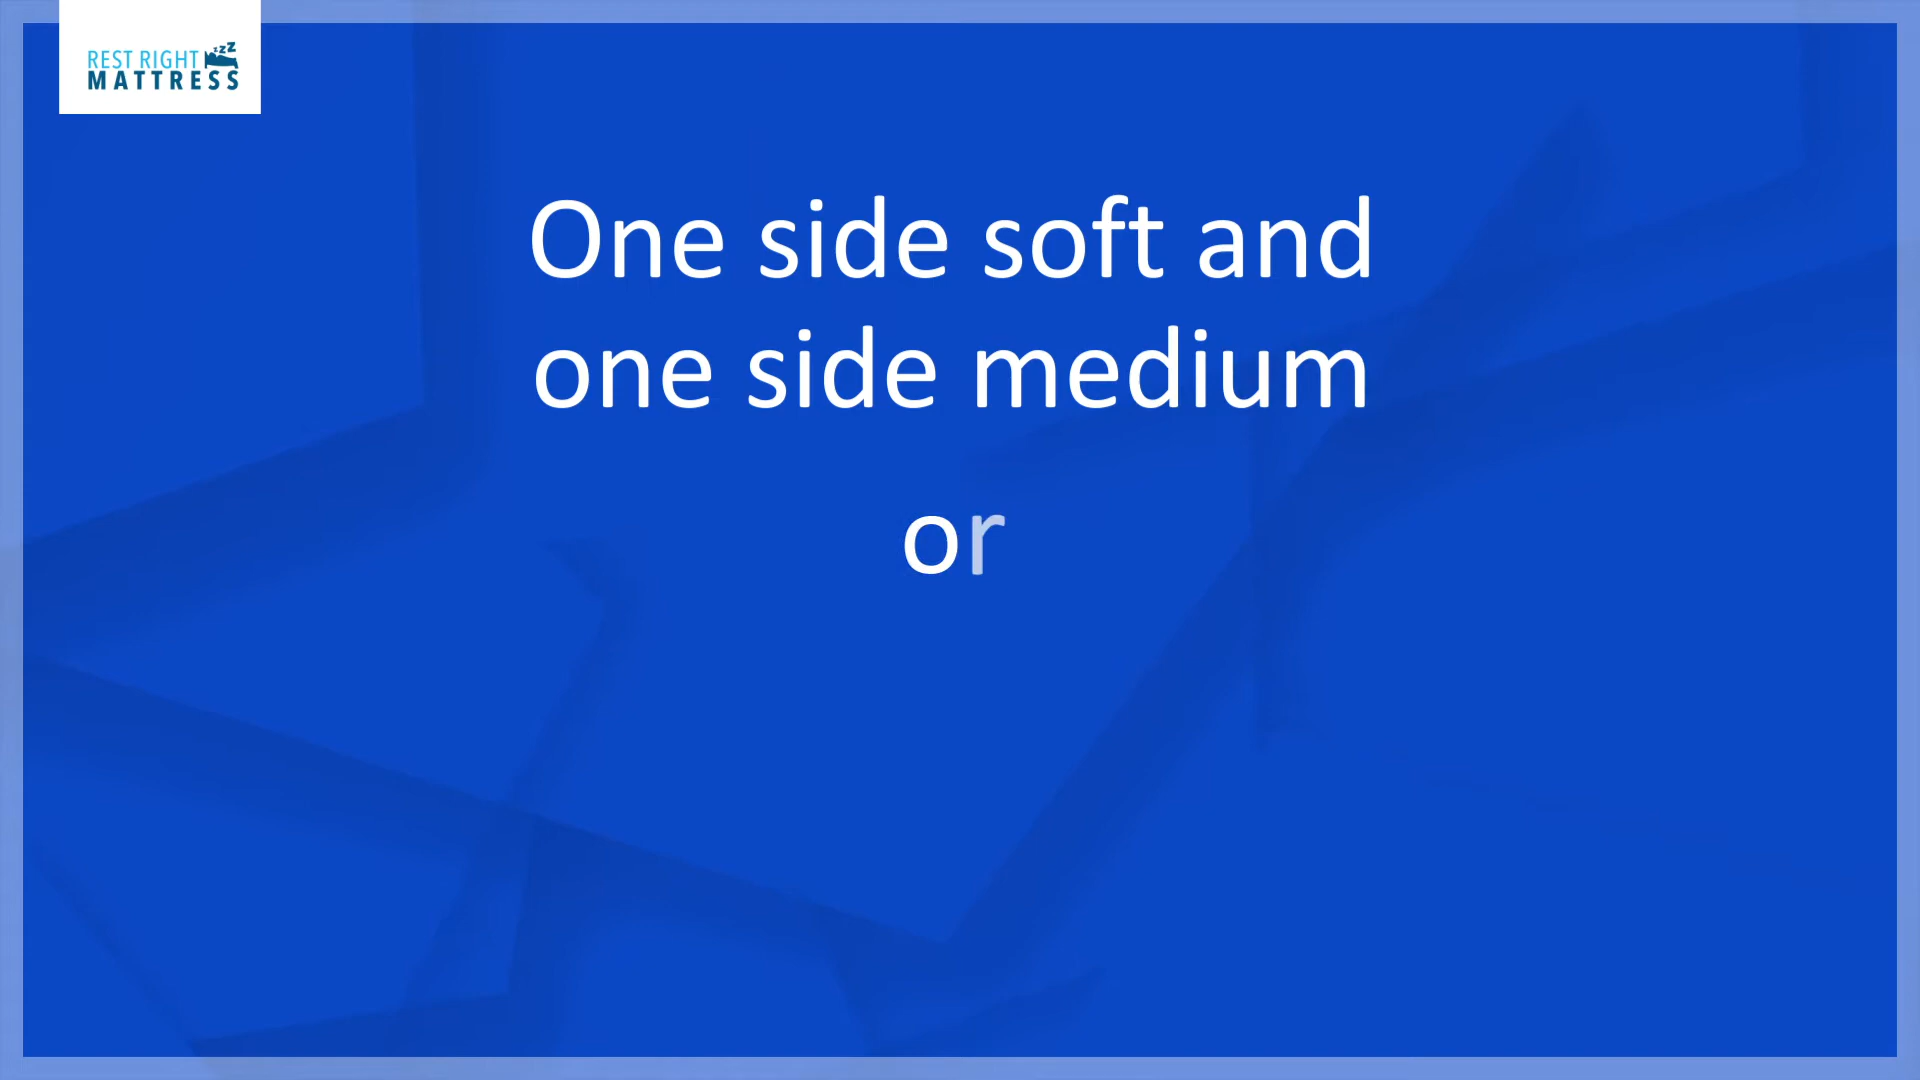 REST RIGHT
MATTRESS
One side soft and
one side medium
or